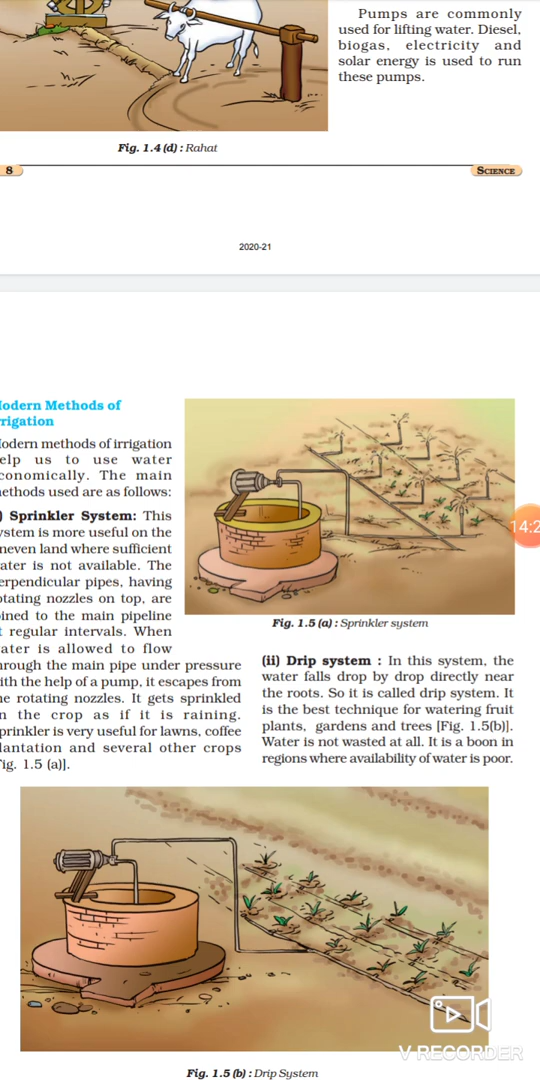 Pumps are commonly
used for lifting water. Diesel,
biogas, electricity and
solar energy is used to run
these pumps.
Fig. 1.4 (d) : Rahat
8
SCIENCE
2020-21
odern Methods of
rrigation
odern methods of irrigation
elp us to use water
conomically. The main
ethods used are as follows:
) Sprinkler System: This
ystem is more useful on the
neven land where sufficient
ater is not available. The
erpendicular pipes, having
otating nozzles on top, are
ined to the main pipeline
t regular intervals. When
ater is allowed to flow
hrough the main pipe under pressure
ith the help of a pump, it escapes from
he rotating nozzles. It gets sprinkled
n the crop as if it is raining.
prinkler is very useful for lawns, coffee
lantation and several other crops
ig. 1.5 (a)].
Fig. 1.5 (a) : Sprinkler system
14:2
(ii) Drip system : In this system, the
water falls drop by drop directly near
the roots. So it is called drip system. It
is the best technique for watering fruit
plants, gardens and trees [Fig. 1.5(b)].
Water is not wasted at all. It is a boon in
regions where availability of water is poor.
V RECORDER
Fig. 1.5 (b) : Drip System